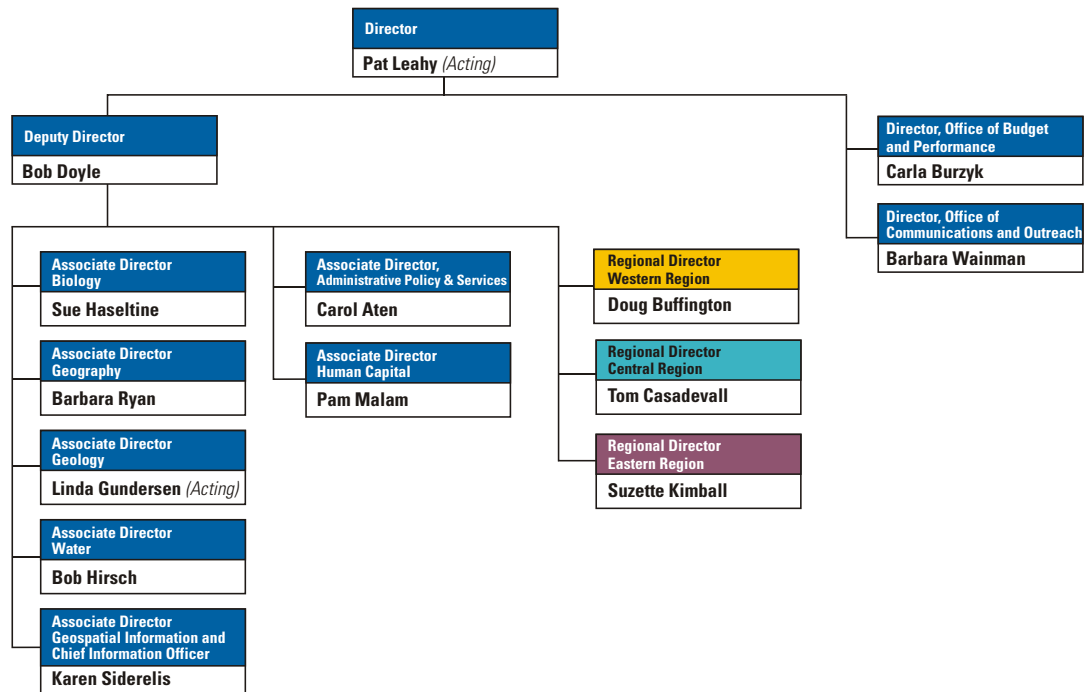 Director
Pat Leahy (Acting)
Deputy Director
Bob Doyle
Director, Office of Budget
and Performance
Carla Burzyk
Director, Office of
Communications and Outreach
Barbara Wainman
Associate Director
Biology
Sue Haseltine
Associate Director
Geography
Barbara Ryan
Associate Director
Geology
Linda Gundersen (Acting)
Associate Director
Water
Bob Hirsch
Associate Director
Geospatial Information and
Chief Information Officer
Karen Siderelis
Associate Director,
Administrative Policy & Services
Carol Aten
Associate Director
Human Capital
Pam Malam
Regional Director
Western Region
Doug Buffington
Regional Director
Central Region
Tom Casadevall
Regional Director
Eastern Region
Suzette Kimball